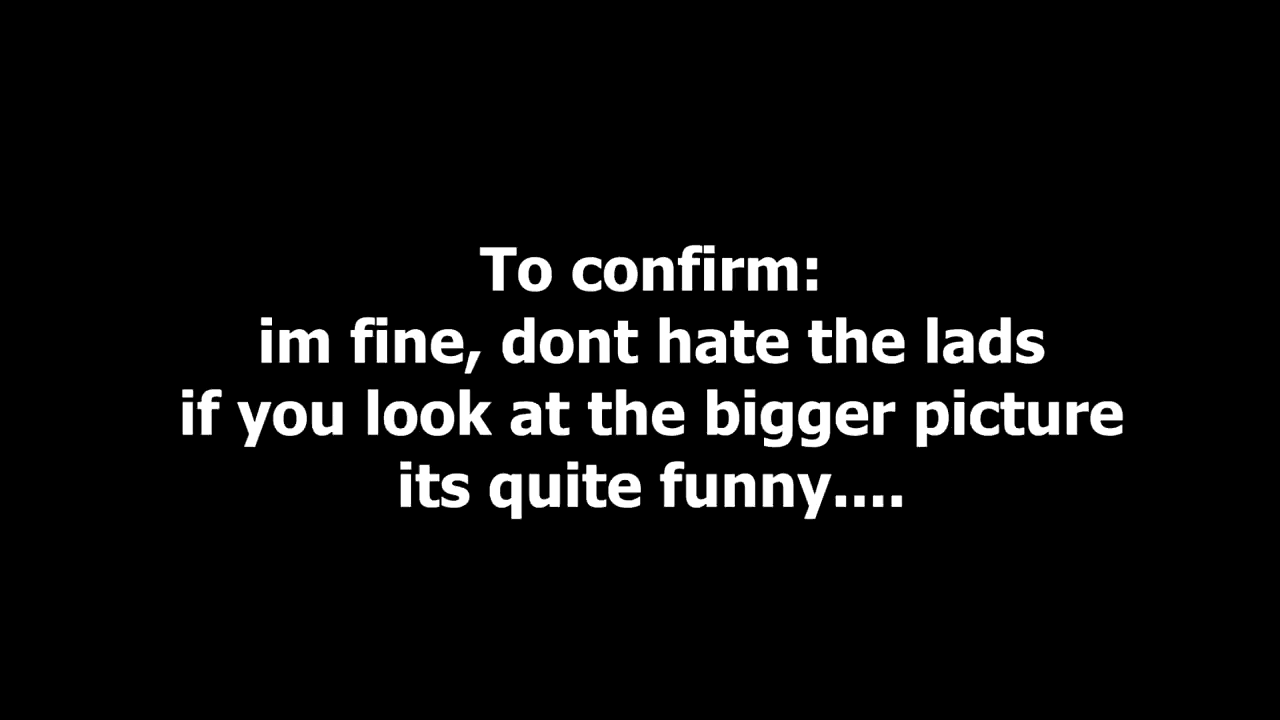 To confirm:
im fine, dont hate the lads
if you look at the bigger picture
its quite funny....